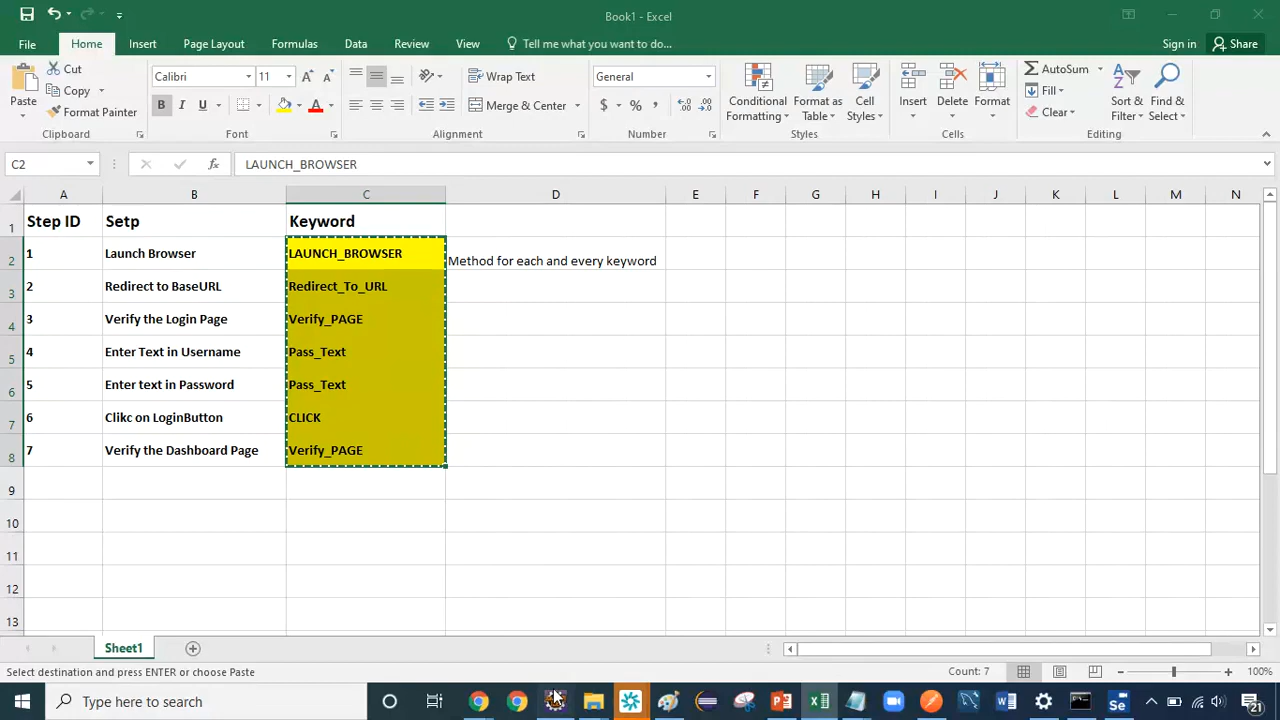 Book1 - Excel
File Home Insert Page Layout Formulas Data Review View Tell me what you want to do... Sign in Share
Paste Cut Copy Format Painter Clipboard
Calibri 11 A A B I U A Font
Wrap Text Merge & Center Alignment
General $ % , Number
Conditional Formatting Format as Table Cell Styles Styles
Insert Delete Format Cells
AutoSum Fill Clear Sort & Filter Find & Select Editing
C2 fx LAUNCH_BROWSER
A B C D E F G H I J K L M N
1 Step ID Setp Keyword
2 1 Launch Browser LAUNCH_BROWSER Method for each and every keyword
3 2 Redirect to BaseURL Redirect_To_URL
4 3 Verify the Login Page Verify_PAGE
5 4 Enter Text in Username Pass_Text
6 5 Enter text in Password Pass_Text
7 6 Clikc on LoginButton CLICK
8 7 Verify the Dashboard Page Verify_PAGE
9
10
11
12
13
Sheet1
Select destination and press ENTER or choose Paste Count: 7 100%
Type here to search Se 21